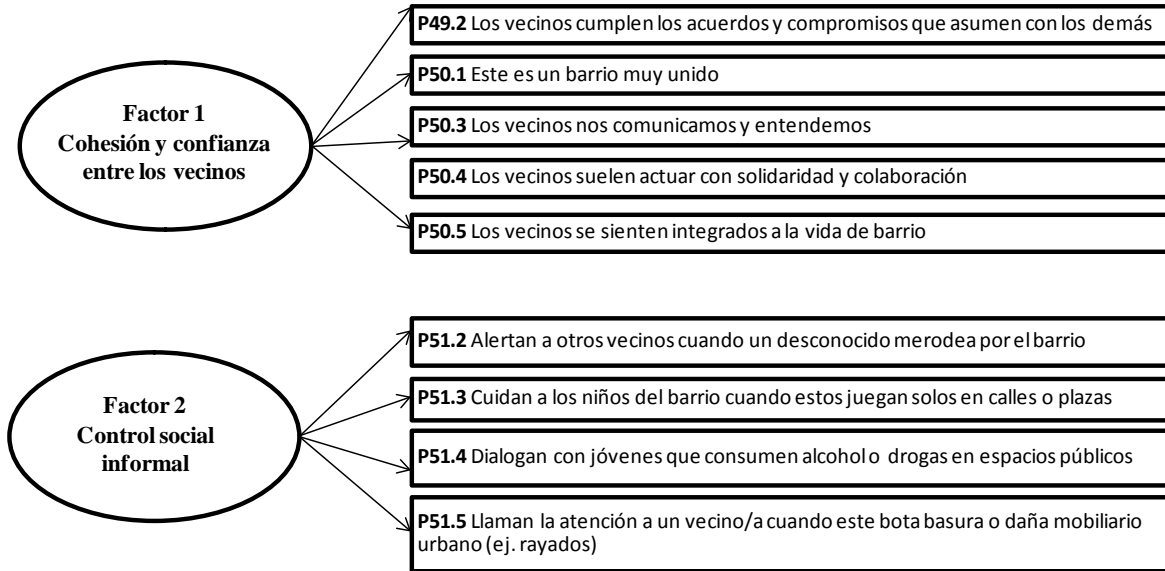 Factor 1
Cohesión y confianza
entre los vecinos
P49.2 Los vecinos cumplen los acuerdos y compromisos que asumen con los demás
P50.1 Este es un barrio muy unido
P50.3 Los vecinos nos comunicamos y entendemos
P50.4 Los vecinos suelen actuar con solidaridad y colaboración
P50.5 Los vecinos se sienten integrados a la vida de barrio
Factor 2
Control social
informal
P51.2 Alertan a otros vecinos cuando un desconocido merodea por el barrio
P51.3 Cuidan a los niños del barrio cuando estos juegan solos en calles o plazas
P51.4 Dialogan con jóvenes que consumen alcohol o drogas en espacios públicos
P51.5 Llaman la atención a un vecino/a cuando este bota basura o daña mobiliario
urbano (ej. rayados)